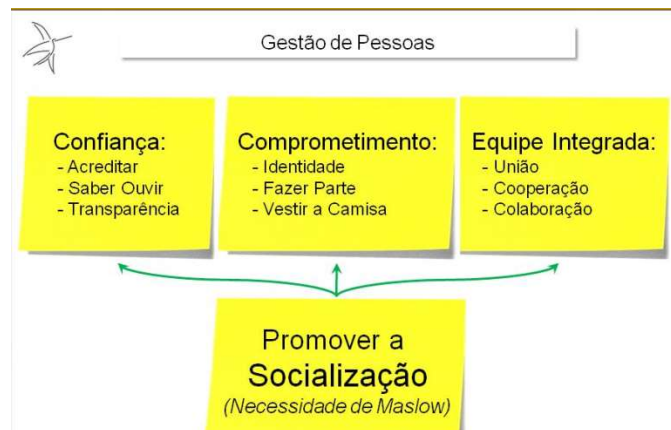 Gestão de Pessoas
Confiança:
- Acreditar
- Saber Ouvir
- Transparência
Comprometimento:
- Identidade
- Fazer Parte
- Vestir a Camisa
Equipe Integrada:
- União
- Cooperação
- Colaboração
Promover a
Socialização
(Necessidade de Maslow)